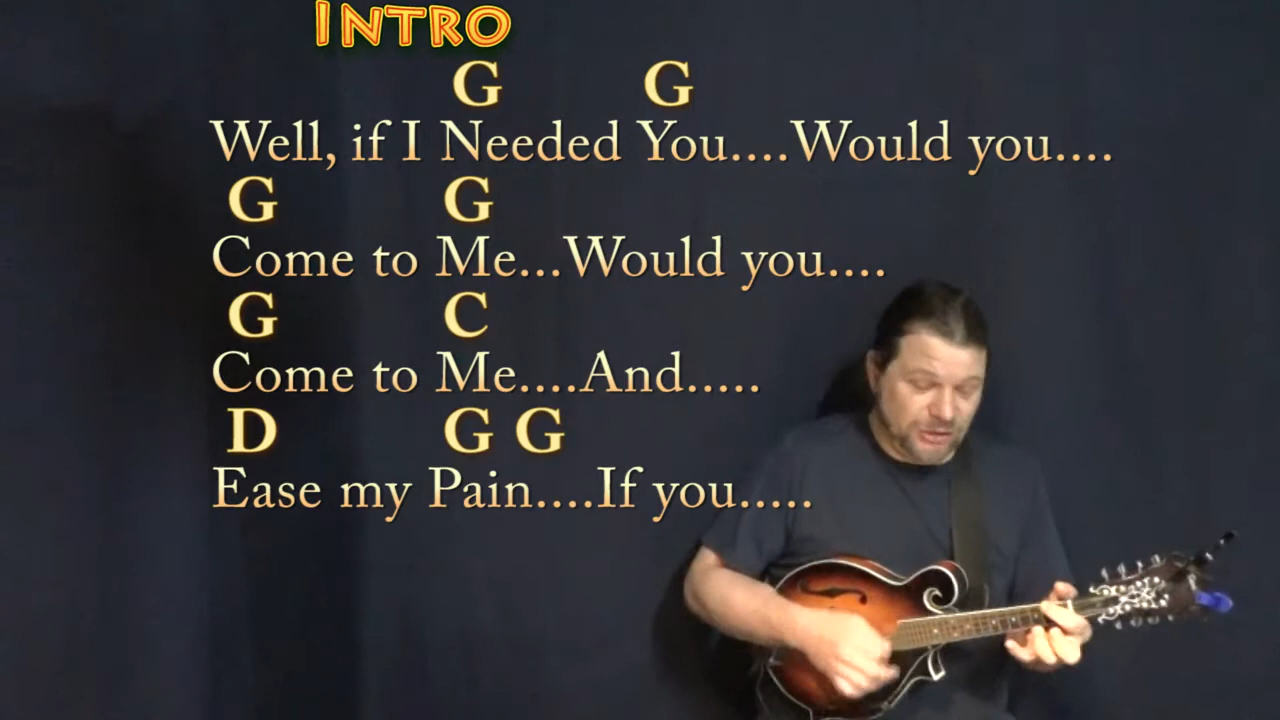 INTRO
G G
Well, if I Needed You....Would you....
G G
Come to Me...Would you....
G C
Come to Me....And.....
D G G
Ease my Pain....If you.....